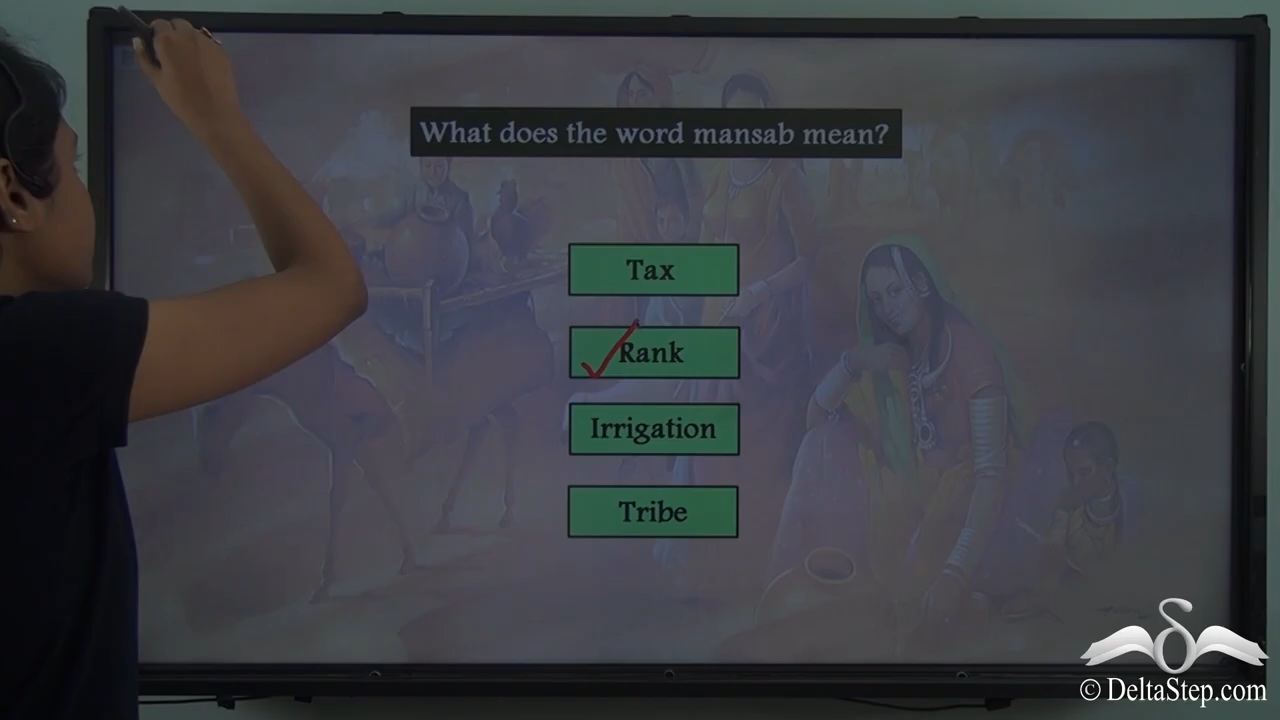 What does the word mansab mean?
Tax
Rank
Irrigation
Tribe
© DeltaStep.com